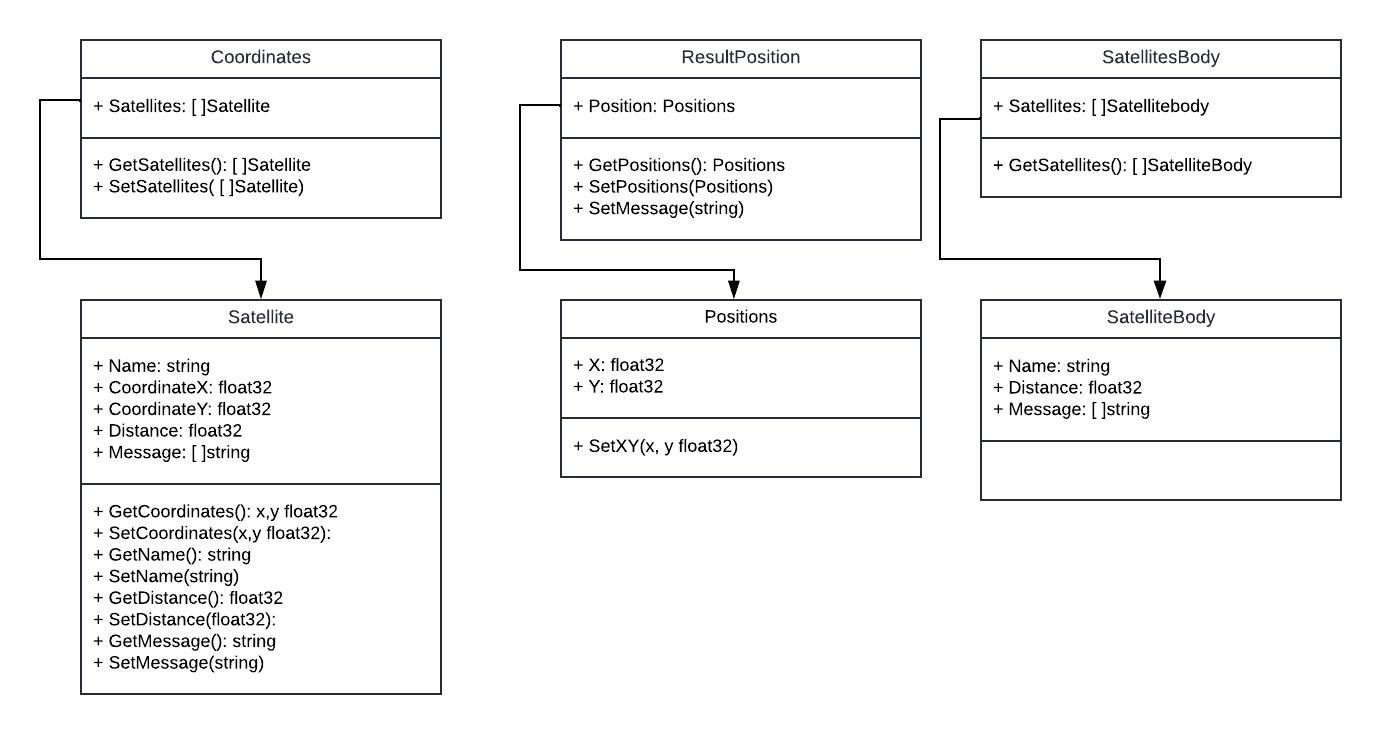 Coordinates
+ Satellites: [ ]Satellite
+ GetSatellites(): [ ]Satellite
+ SetSatellites( [ ]Satellite)
Satellite
+ Name: string
+ CoordinateX: float32
+ CoordinateY: float32
+ Distance: float32
+ Message: [ ]string
+ GetCoordinates(): x,y float32
+ SetCoordinates(x,y float32):
+ GetName(): string
+ SetName(string)
+ GetDistance(): float32
+ SetDistance(float32):
+ GetMessage(): string
+ SetMessage(string)
ResultPosition
+ Position: Positions
+ GetPositions(): Positions
+ SetPositions(Positions)
+ SetMessage(string)
Positions
+ X: float32
+ Y: float32
+ SetXY(x, y float32)
SatellitesBody
+ Satellites: [ ]Satellitebody
+ GetSatellites(): [ ]SatelliteBody
SatelliteBody
+ Name: string
+ Distance: float32
+ Message: [ ]string